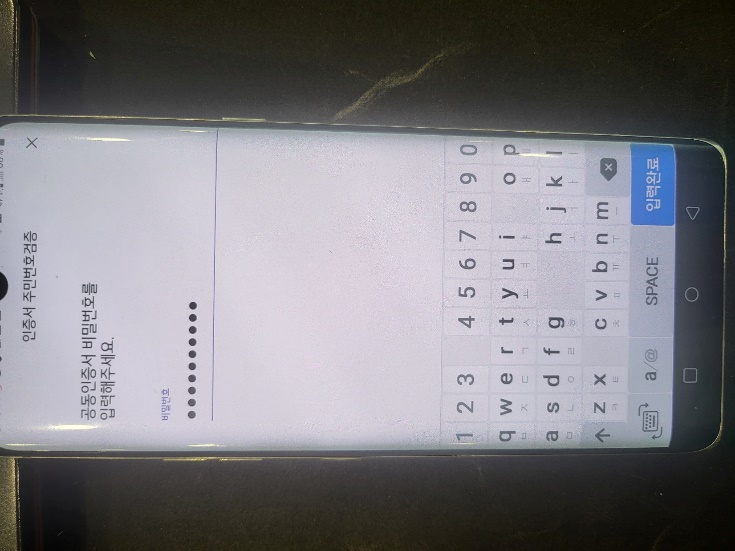 인증서 주민번호검증
공동인증서 비밀번호를
입력해주세요.
비밀번호
●●●●●●●●●●
1 2 3 4 5 6 7 8 9 0
q w e r t y u i o p
a s d f g h j k l
z x c v b n m
a/@ SPACE 입력완료